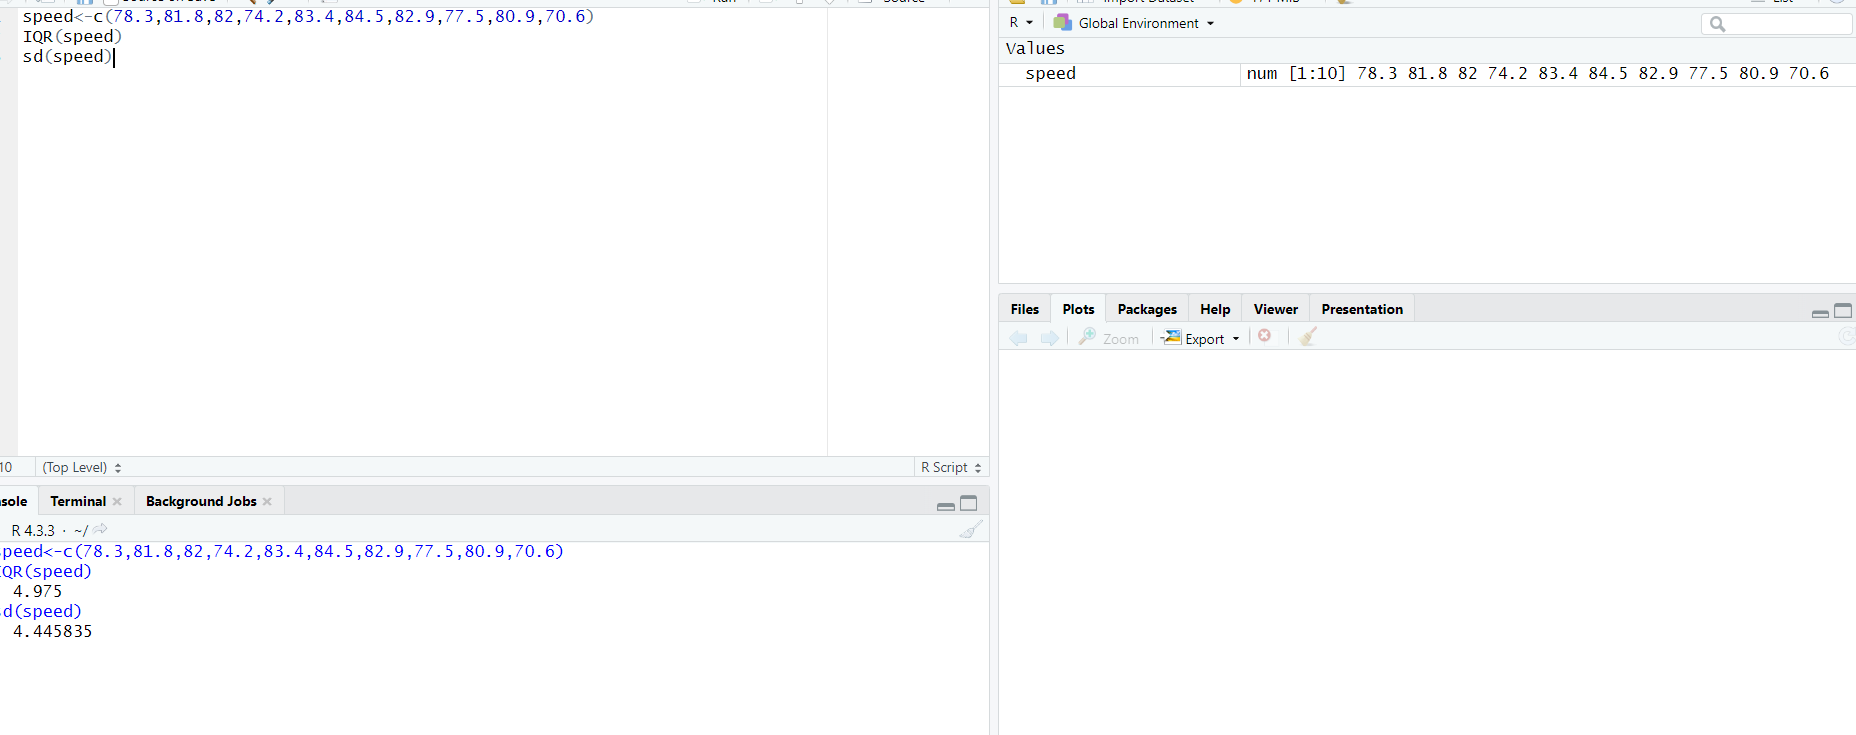 speed<-c(78.3,81.8,82,74.2,83.4,84.5,82.9,77.5,80.9,70.6)
IQR(speed)
sd(speed)
10 (Top Level) R Script
Terminal Background Jobs
R 4.3.3 · ~/
speed<-c(78.3,81.8,82,74.2,83.4,84.5,82.9,77.5,80.9,70.6)
IQR(speed)
4.975
sd(speed)
4.445835
R Global Environment
Values
speed num [1:10] 78.3 81.8 82 74.2 83.4 84.5 82.9 77.5 80.9 70.6
Files Plots Packages Help Viewer Presentation
Zoom Export